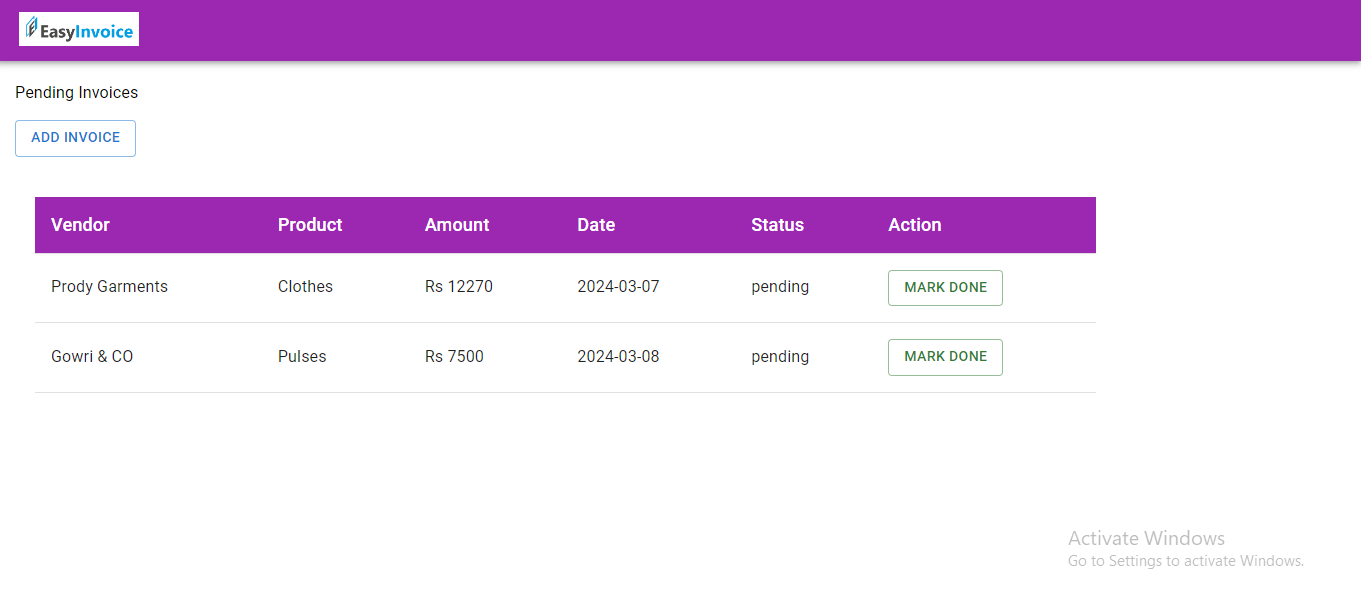 EasyInvoice
Pending Invoices
ADD INVOICE
Vendor Product Amount Date Status Action
Prody Garments Clothes Rs 12270 2024-03-07 pending MARK DONE
Gowri & CO Pulses Rs 7500 2024-03-08 pending MARK DONE
Activate Windows
Go to Settings to activate Windows.